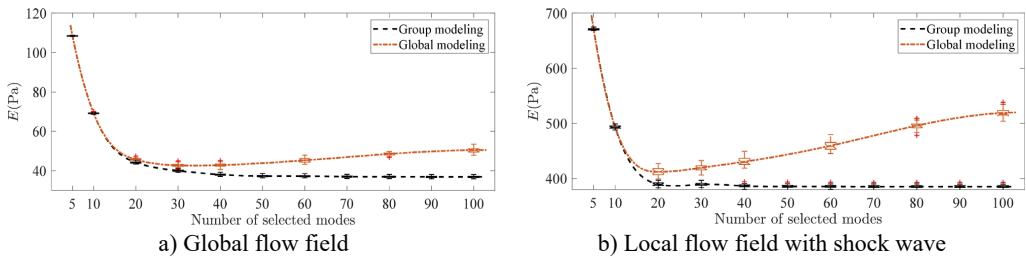 120
100
80
60
40
E(Pa)
Group modeling
Global modeling
5 10 20 30 40 50 60 70 80 90 100
Number of selected modes
a) Global flow field
700
600
500
400
E(Pa)
Group modeling
Global modeling
5 10 20 30 40 50 60 70 80 90 100
Number of selected modes
b) Local flow field with shock wave